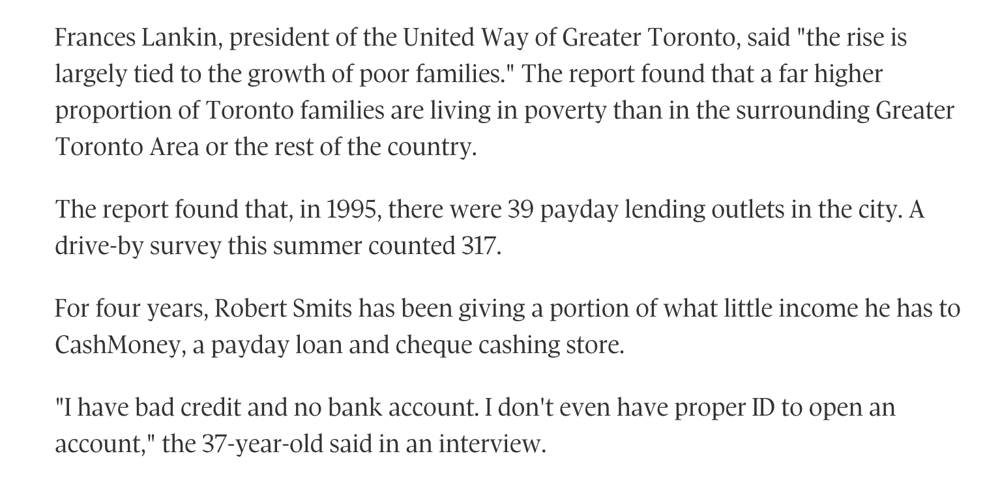 Frances Lankin, president of the United Way of Greater Toronto, said "the rise is
largely tied to the growth of poor families." The report found that a far higher
proportion of Toronto families are living in poverty than in the surrounding Greater
Toronto Area or the rest of the country.
The report found that, in 1995, there were 39 payday lending outlets in the city. A
drive-by survey this summer counted 317.
For four years, Robert Smits has been giving a portion of what little income he has to
CashMoney, a payday loan and cheque cashing store.
"I have bad credit and no bank account. I don't even have proper ID to open an
account," the 37-year-old said in an interview.